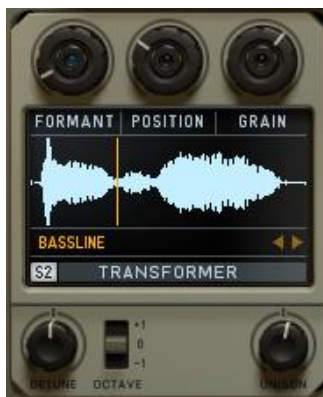 FORMANT POSITION GRAIN
BASSLINE
S2 TRANSFORMER
+1
0
-1
DETUNE OCTAVE UNISON